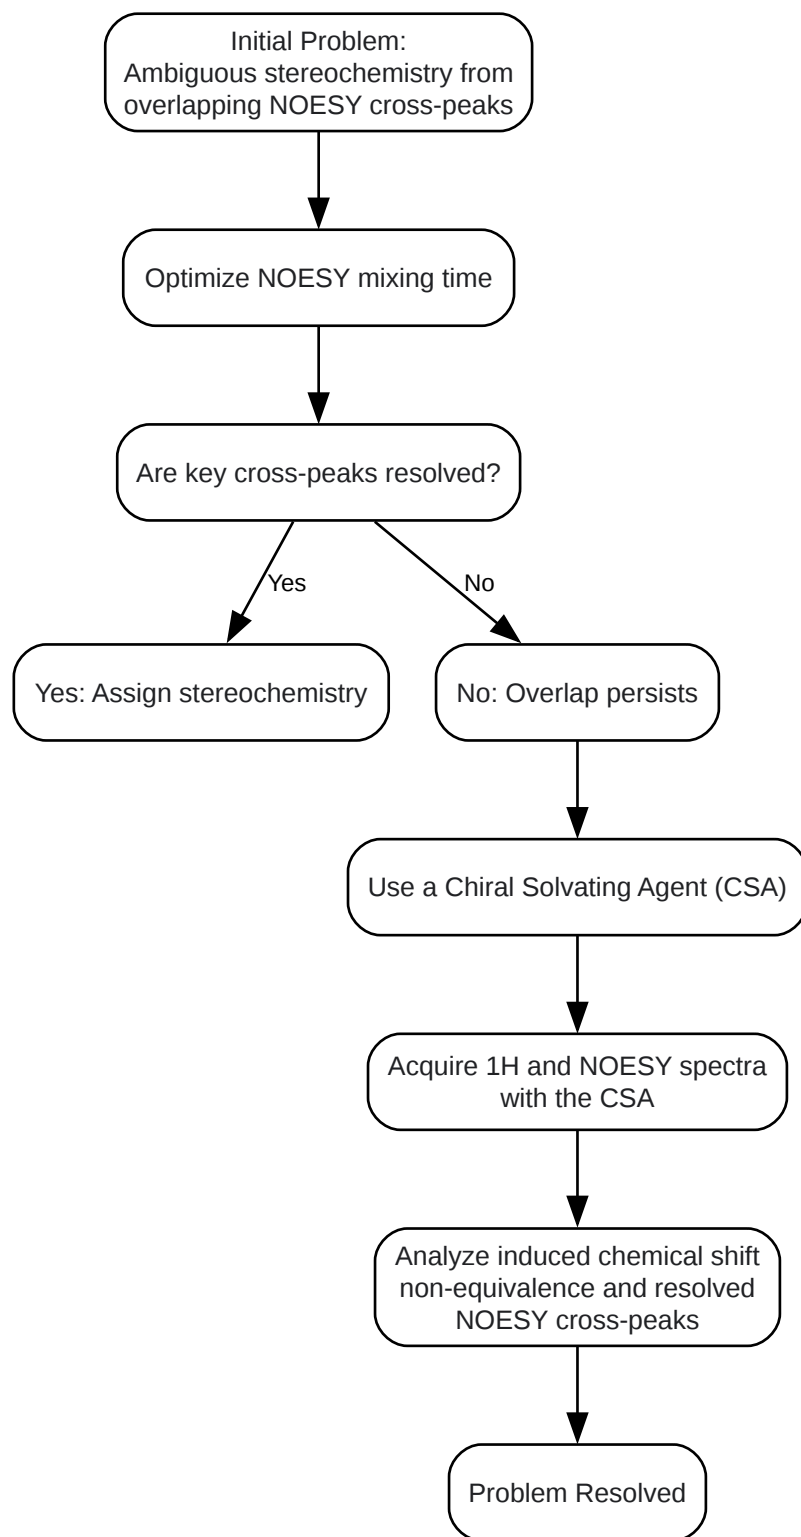 Initial Problem:
Ambiguous stereochemistry from
overlapping NOESY cross-peaks
Optimize NOESY mixing time
Are key cross-peaks resolved?
Yes
No
Yes: Assign stereochemistry
No: Overlap persists
Use a Chiral Solvating Agent (CSA)
Acquire 1H and NOESY spectra
with the CSA
Analyze induced chemical shift
non-equivalence and resolved
NOESY cross-peaks
Problem Resolved